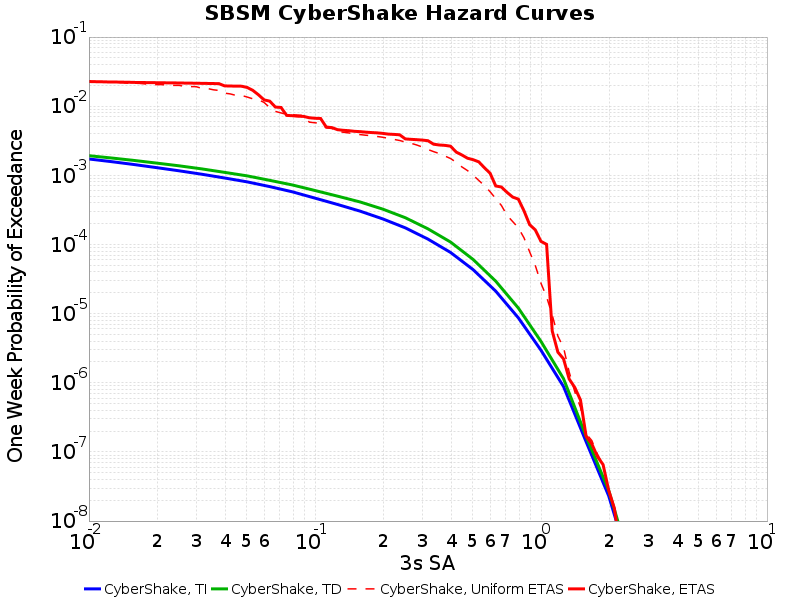 SBSM CyberShake Hazard Curves
One Week Probability of Exceedance
10-1
10-2
10-3
10-4
10-5
10-6
10-7
10-8
10-2 2 3 4 5 6 10-1 2 3 4 5 6 7 100 2 3 4 5 6 7 101
3s SA
CyberShake, TI CyberShake, TD CyberShake, Uniform ETAS CyberShake, ETAS